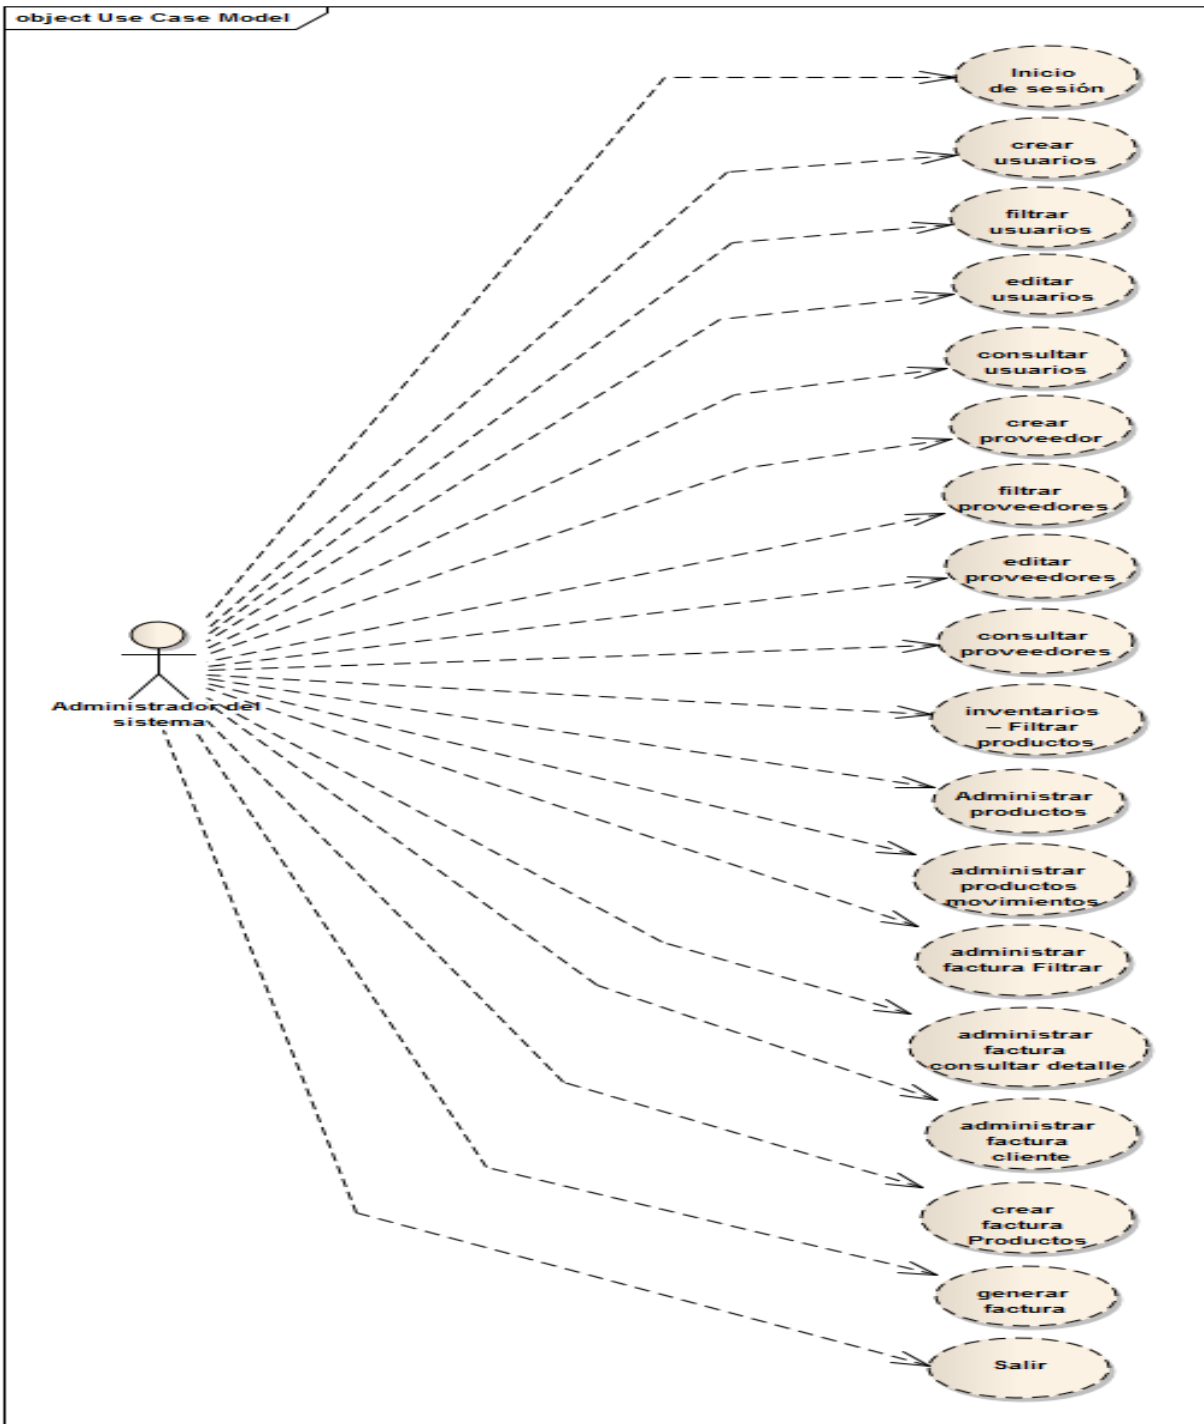 object Use Case Model
Inicio
de sesión
crear
usuarios
filtrar
usuarios
editar
usuarios
consultar
usuarios
crear
proveedor
filtrar
proveedores
editar
proveedores
consultar
proveedores
Administrador del
sistema
inventarios
– Filtrar
productos
Administrar
productos
administrar
productos
movimientos
administrar
factura Filtrar
administrar
factura
consultar detalle
administrar
factura
cliente
crear
factura
Productos
generar
factura
Salir